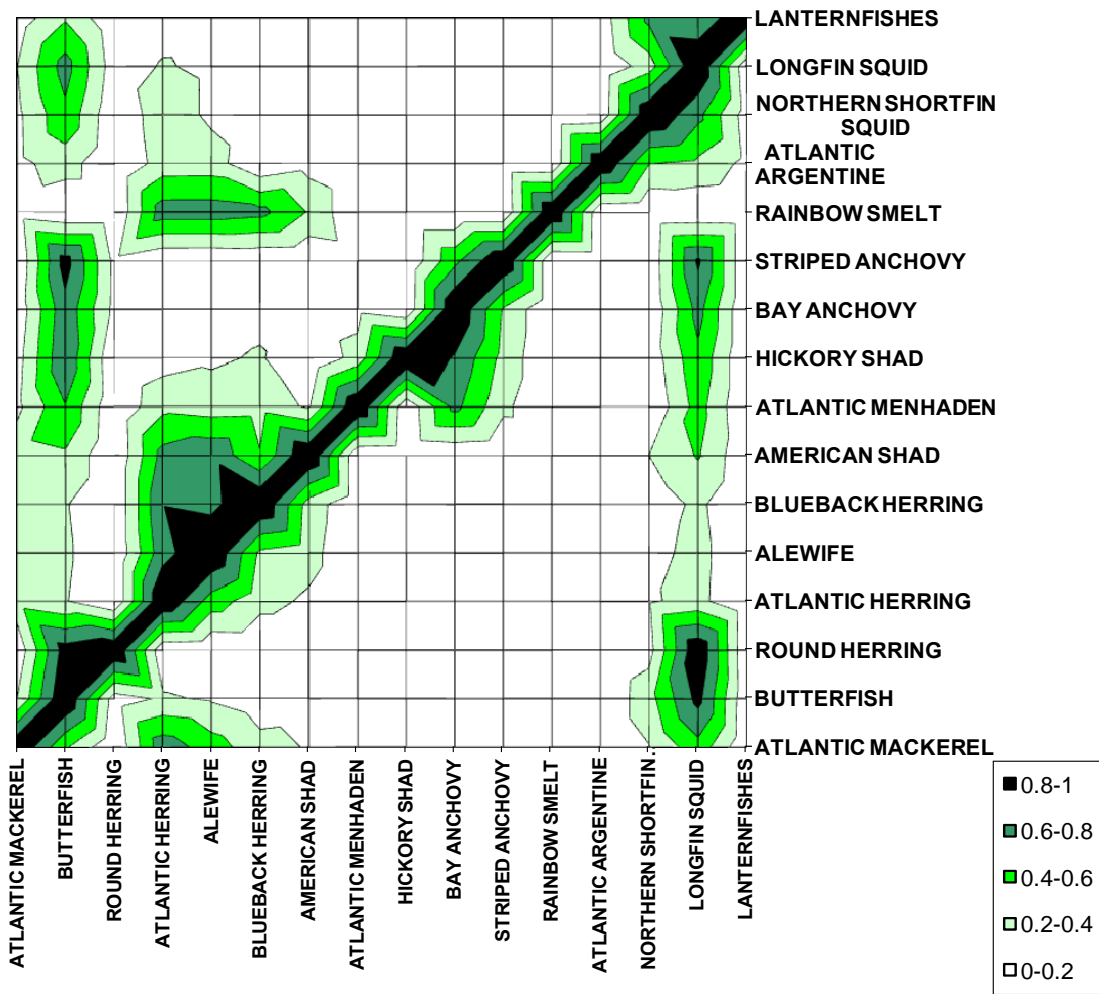 LANTERNFISHES
LONGFIN SQUID
NORTHERN SHORTFIN
SQUID
ATLANTIC
ARGENTINE
RAINBOW SMELT
STRIPED ANCHOVY
BAY ANCHOVY
HICKORY SHAD
ATLANTIC MENHADEN
AMERICAN SHAD
BLUEBACK HERRING
ALEWIFE
ATLANTIC HERRING
ROUND HERRING
BUTTERFISH
ATLANTIC MACKEREL
ATLANTIC MACKEREL
BUTTERFISH
ROUND HERRING
ATLANTIC HERRING
ALEWIFE
BLUEBACK HERRING
AMERICAN SHAD
ATLANTIC MENHADEN
HICKORY SHAD
BAY ANCHOVY
STRIPED ANCHOVY
RAINBOW SMELT
ATLANTIC ARGENTINE
NORTHERN SHORTFIN.
LONGFIN SQUID
LANTERNFISHES
0.8-1
0.6-0.8
0.4-0.6
0.2-0.4
0-0.2